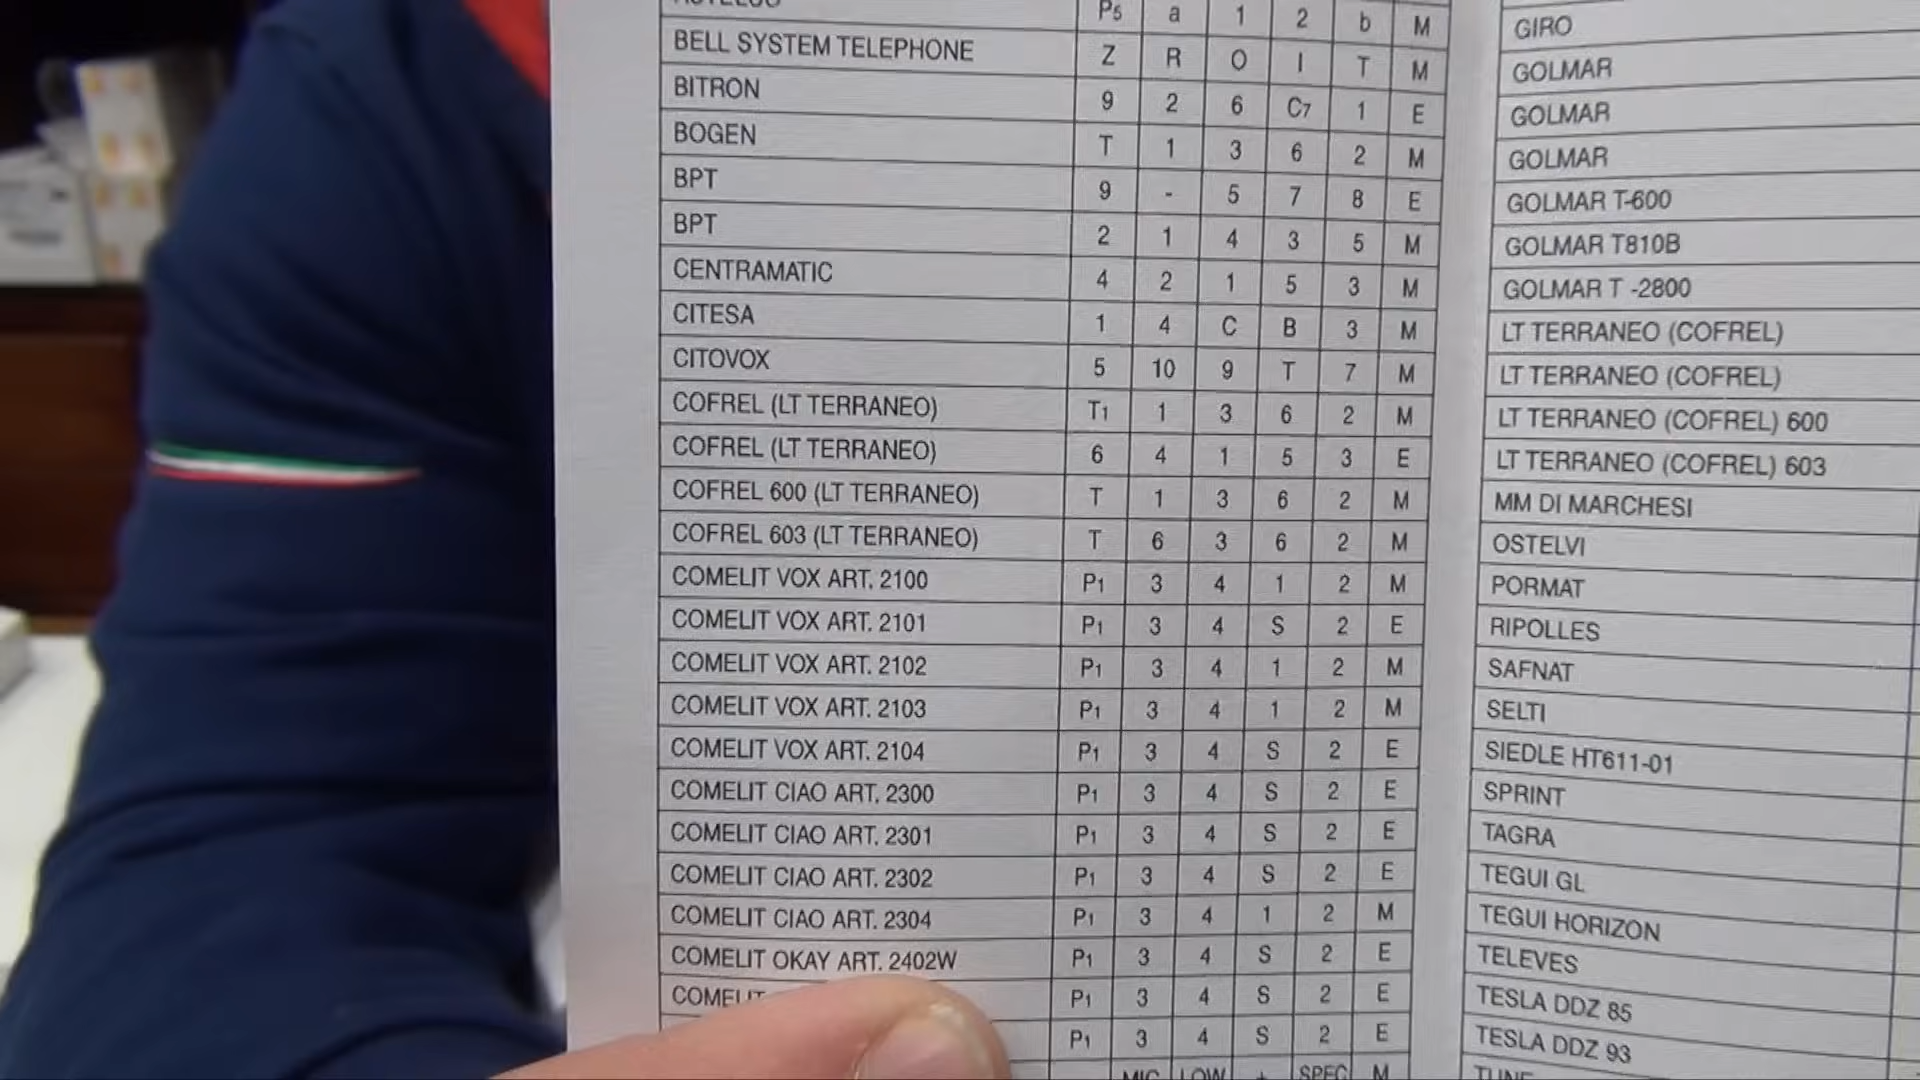 P5 a 1 2 b M
BELL SYSTEM TELEPHONE Z R O I T M
BITRON 9 2 6 C7 1 E
BOGEN T 1 3 6 2 M
BPT 9 - 5 7 8 E
BPT 2 1 4 3 5 M
CENTRAMATIC 4 2 1 5 3 M
CITESA 1 4 C B 3 M
CITOVOX 5 10 9 T 7 M
COFREL (LT TERRANEO) T1 1 3 6 2 M
COFREL (LT TERRANEO) 6 4 1 5 3 E
COFREL 600 (LT TERRANEO) T 1 3 6 2 M
COFREL 603 (LT TERRANEO) T 6 3 6 2 M
COMELIT VOX ART. 2100 P1 3 4 1 2 M
COMELIT VOX ART. 2101 P1 3 4 S 2 E
COMELIT VOX ART. 2102 P1 3 4 1 2 M
COMELIT VOX ART. 2103 P1 3 4 1 2 M
COMELIT VOX ART. 2104 P1 3 4 S 2 E
COMELIT CIAO ART. 2300 P1 3 4 S 2 E
COMELIT CIAO ART. 2301 P1 3 4 S 2 E
COMELIT CIAO ART. 2302 P1 3 4 S 2 E
COMELIT CIAO ART. 2304 P1 3 4 1 2 M
COMELIT OKAY ART. 2402W P1 3 4 S 2 E
COMELIT P1 3 4 S 2 E
P1 3 4 S 2 E
MIC LOW + SPEC M
GIRO
GOLMAR
GOLMAR
GOLMAR
GOLMAR T-600
GOLMAR T810B
GOLMAR T -2800
LT TERRANEO (COFREL)
LT TERRANEO (COFREL)
LT TERRANEO (COFREL) 600
LT TERRANEO (COFREL) 603
MM DI MARCHESI
OSTELVI
PORMAT
RIPOLLES
SAFNAT
SELTI
SIEDLE HT611-01
SPRINT
TAGRA
TEGUI GL
TEGUI HORIZON
TELEVES
TESLA DDZ 85
TESLA DDZ 93